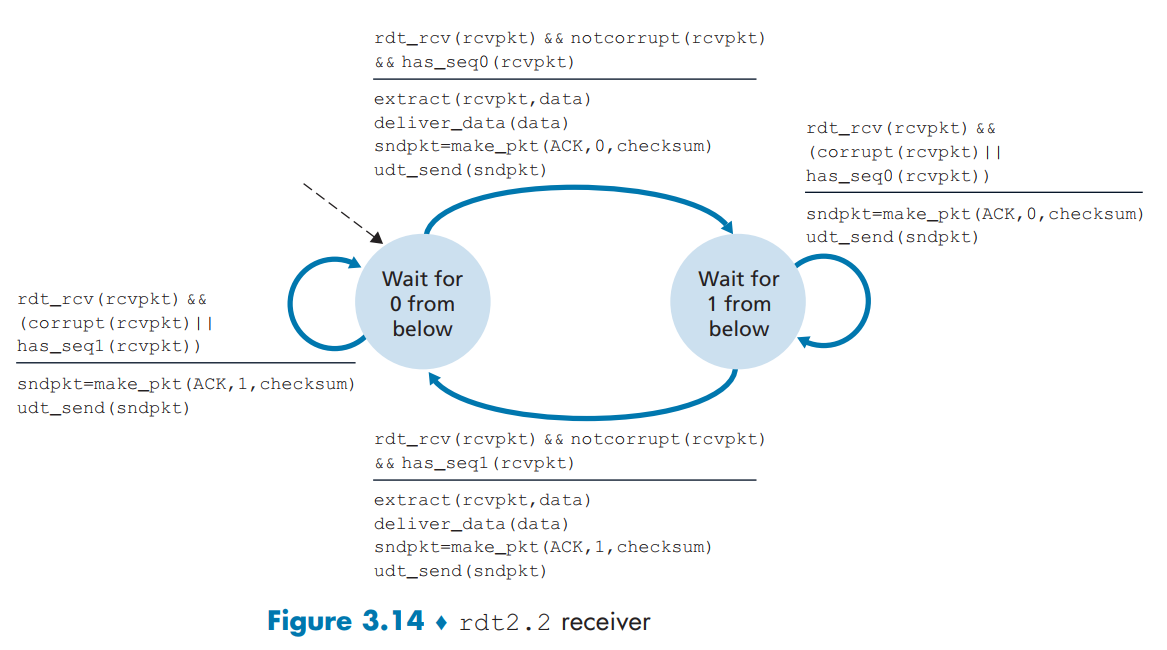 rdt_rcv(rcvpkt) && notcorrupt(rcvpkt)
&& has_seq0(rcvpkt)
extract(rcvpkt,data)
deliver_data(data)
sndpkt=make_pkt(ACK,0,checksum)
udt_send(sndpkt)
rdt_rcv(rcvpkt) &&
(corrupt(rcvpkt)||
has_seq0(rcvpkt))
sndpkt=make_pkt(ACK,0,checksum)
udt_send(sndpkt)
Wait for
0 from
below
Wait for
1 from
below
rdt_rcv(rcvpkt) &&
(corrupt(rcvpkt)||
has_seq1(rcvpkt))
sndpkt=make_pkt(ACK,1,checksum)
udt_send(sndpkt)
rdt_rcv(rcvpkt) && notcorrupt(rcvpkt)
&& has_seq1(rcvpkt)
extract(rcvpkt,data)
deliver_data(data)
sndpkt=make_pkt(ACK,1,checksum)
udt_send(sndpkt)
Figure 3.14 ♦ rdt2.2 receiver